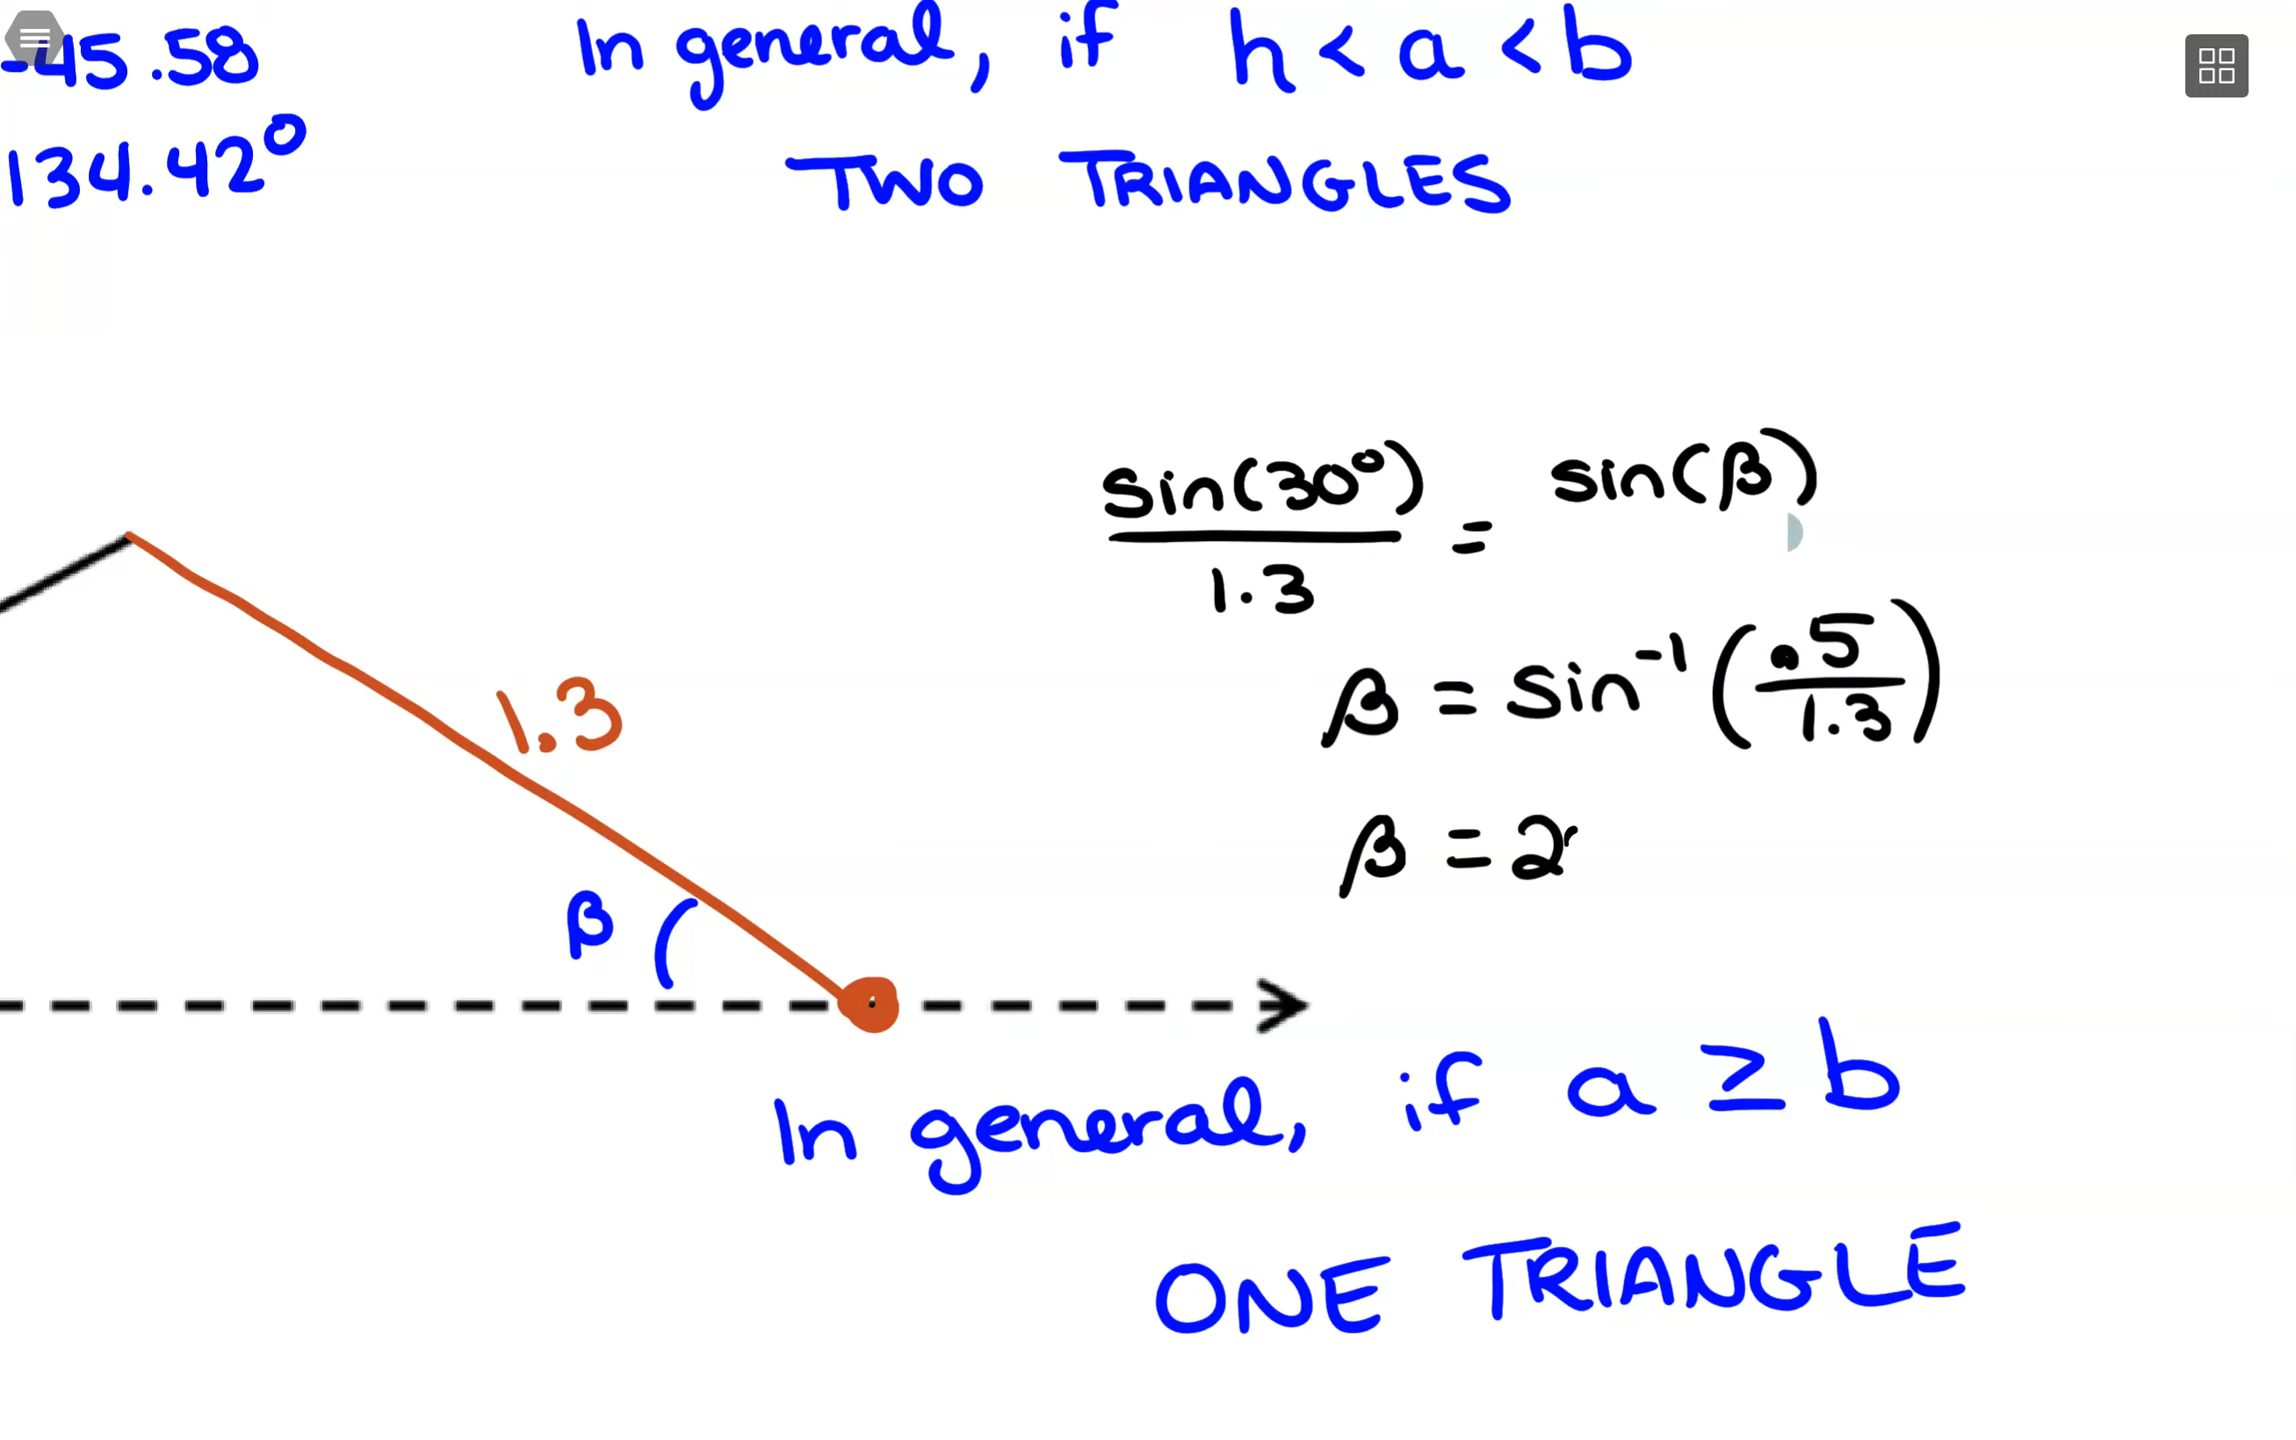 -45.58
134.42°
In general, if h < a < b
TWO TRIANGLES
sin(30°) / 1.3 = sin(β)
β = sin⁻¹(.5 / 1.3)
β = 2
1.3
β
In general, if a ≥ b
ONE TRIANGLE